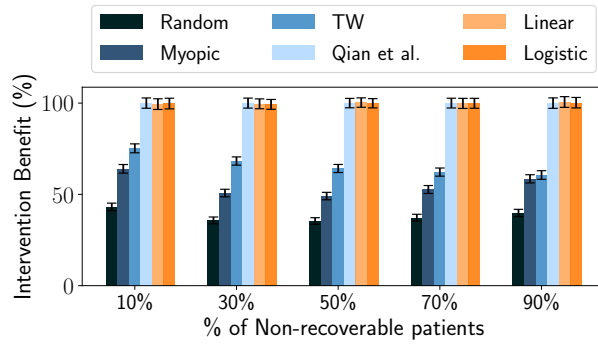 Random TW Linear
Myopic Qian et al. Logistic
Intervention Benefit (%)
100
50
0
10% 30% 50% 70% 90%
% of Non-recoverable patients